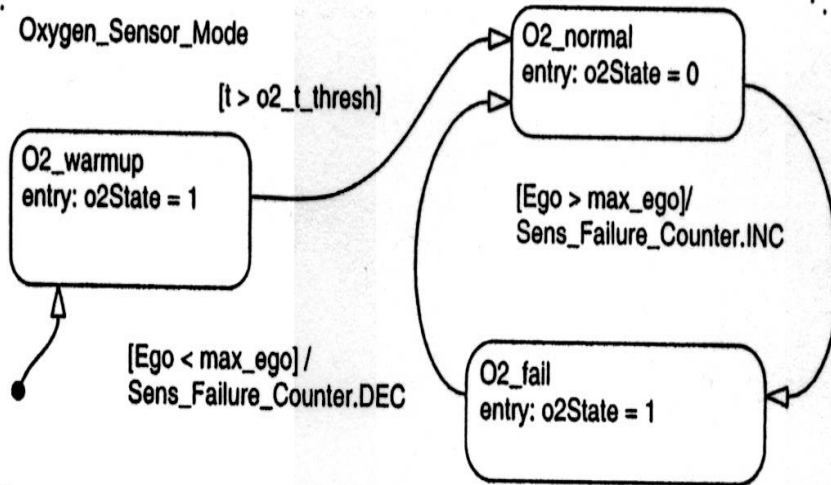 Oxygen_Sensor_Mode
[t > o2_t_thresh]
O2_normal
entry: o2State = 0
O2_warmup
entry: o2State = 1
[Ego > max_ego]/
Sens_Failure_Counter.INC
[Ego < max_ego] /
Sens_Failure_Counter.DEC
O2_fail
entry: o2State = 1